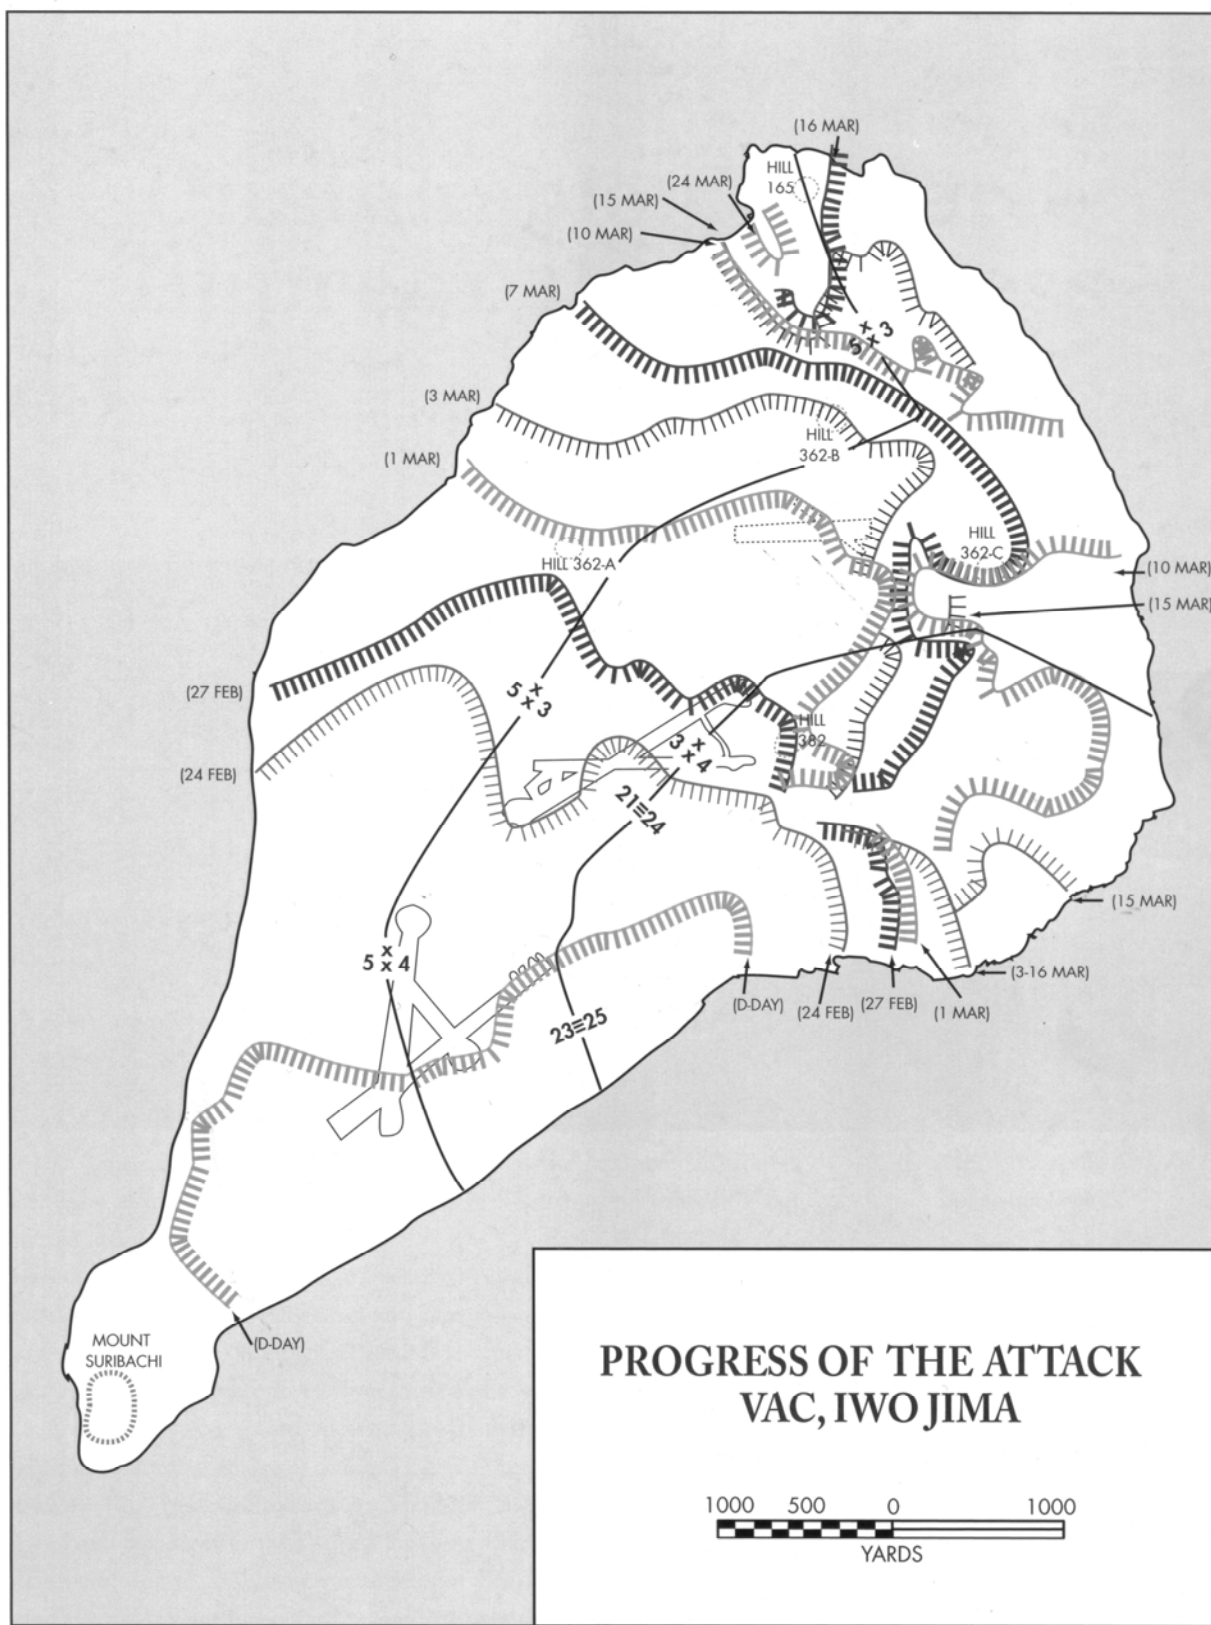 (16 MAR)
HILL
165
(24 MAR)
(15 MAR)
(10 MAR)
(7 MAR)
5 x x 3
(3 MAR)
HILL
362-B
(1 MAR)
HILL
362-C
HILL 362-A
(10 MAR)
(15 MAR)
(27 FEB)
5 x x 3
HILL
382
3 x x 4
(24 FEB)
21≡24
(15 MAR)
5 x x 4
(3-16 MAR)
(D-DAY)
(24 FEB)
(27 FEB)
(1 MAR)
23≡25
(D-DAY)
MOUNT
SURIBACHI
PROGRESS OF THE ATTACK
VAC, IWO JIMA
1000 500 0 1000
YARDS